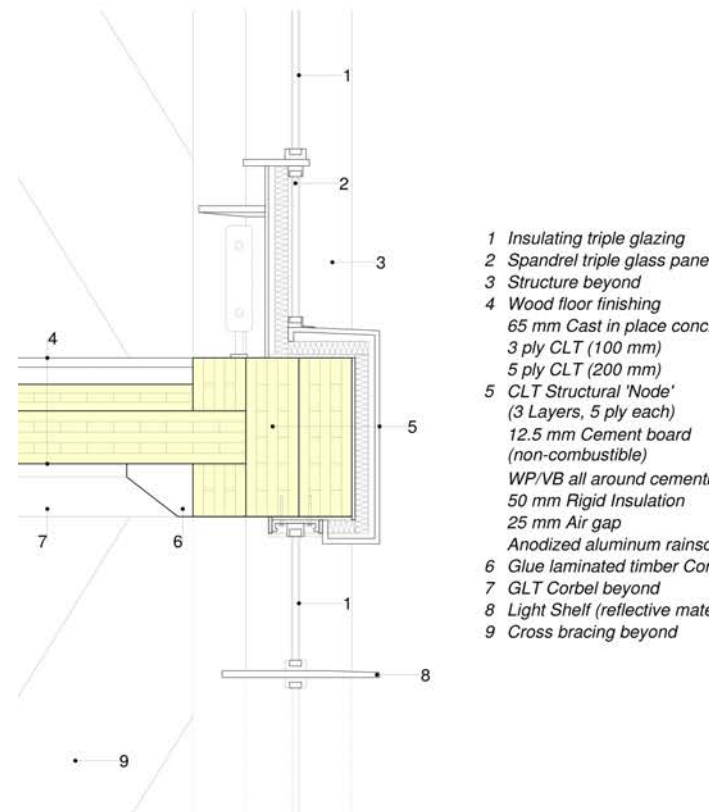 1
2
3
4
5
7
6
1
8
9
1 Insulating triple glazing
2 Spandrel triple glass pane
3 Structure beyond
4 Wood floor finishing
65 mm Cast in place conc
3 ply CLT (100 mm)
5 ply CLT (200 mm)
5 CLT Structural 'Node'
(3 Layers, 5 ply each)
12.5 mm Cement board
(non-combustible)
WP/VB all around cement
50 mm Rigid Insulation
25 mm Air gap
Anodized aluminum rainsc
6 Glue laminated timber Cor
7 GLT Corbel beyond
8 Light Shelf (reflective mate
9 Cross bracing beyond